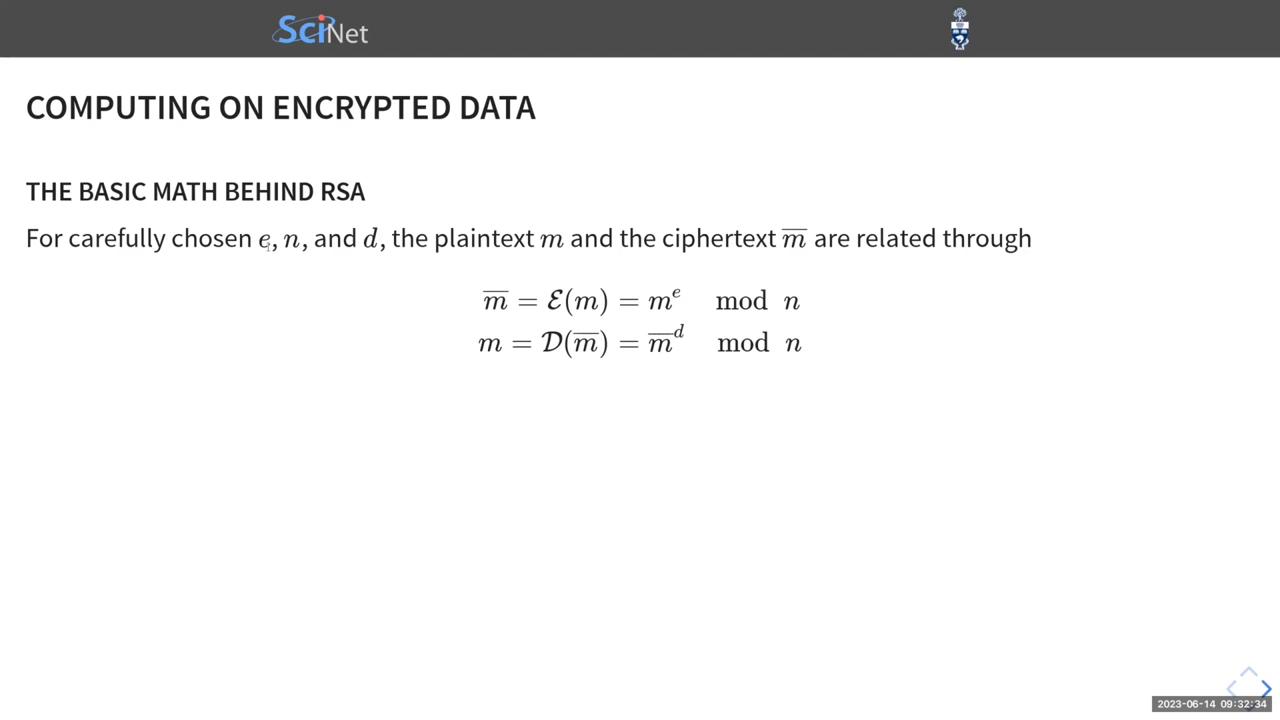 SciNet
COMPUTING ON ENCRYPTED DATA
THE BASIC MATH BEHIND RSA
For carefully chosen e, n, and d, the plaintext m and the ciphertext m̅ are related through
m̅ = ℰ(m) = mᵉ mod n
m = 𝒟(m̅) = m̅ᵈ mod n
2023-06-14 09:32:34